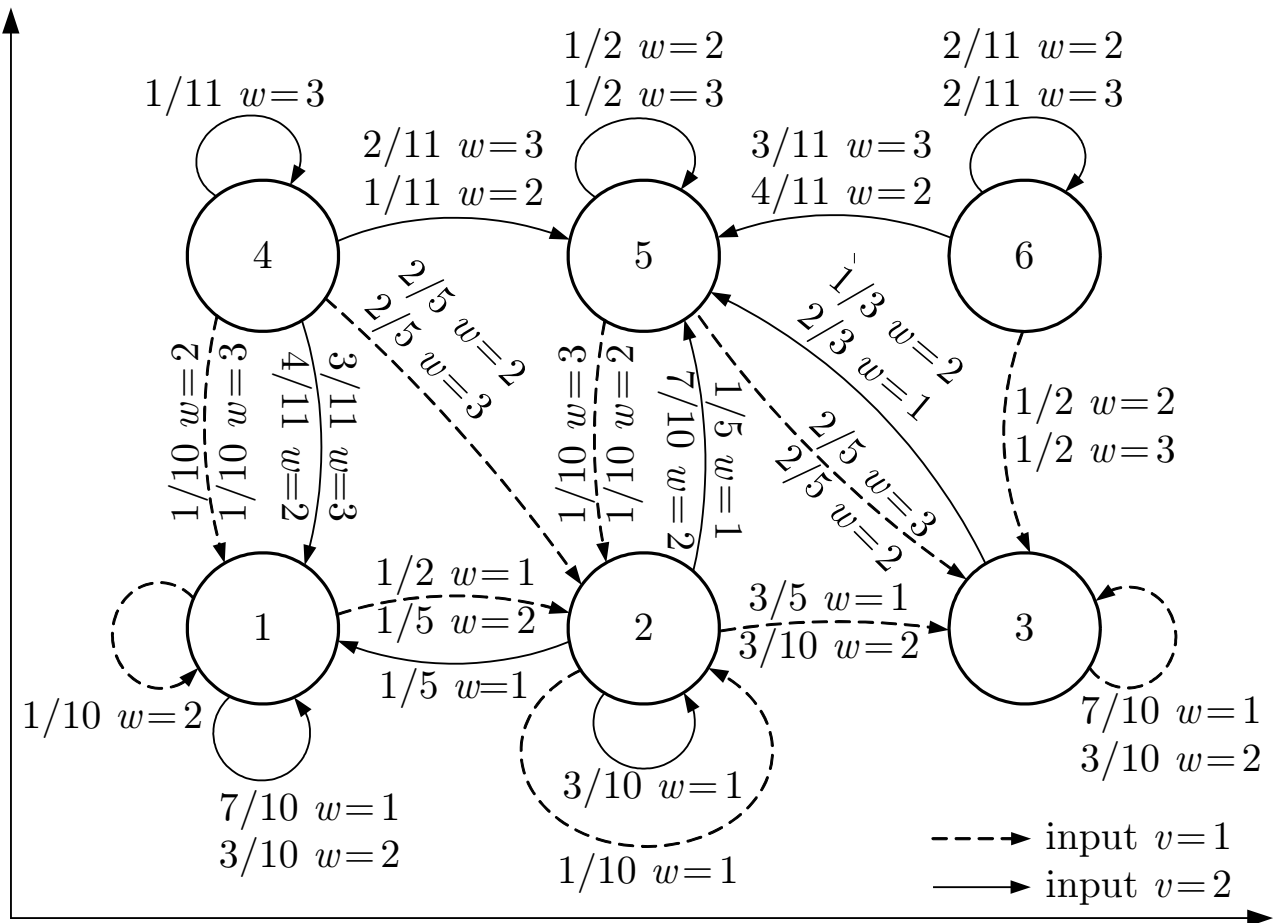 1/2 w=2
2/11 w=2
1/11 w=3
1/2 w=3
2/11 w=3
2/11 w=3
3/11 w=3
1/11 w=2
4/11 w=2
4
5
6
1/3 w=2
2/3 w=1
2/5 w=2
2/5 w=3
1/10 w=2
1/10 w=3
4/11 w=2
3/11 w=3
1/10 w=3
1/10 w=2
7/10 w=2
1/5 w=1
2/5 w=3
2/5 w=2
1/2 w=2
1/2 w=3
1/2 w=1
1/5 w=2
3/5 w=1
3/10 w=2
1
2
3
1/5 w=1
1/10 w=2
7/10 w=1
3/10 w=2
3/10 w=1
7/10 w=1
3/10 w=2
1/10 w=1
input v=1
input v=2